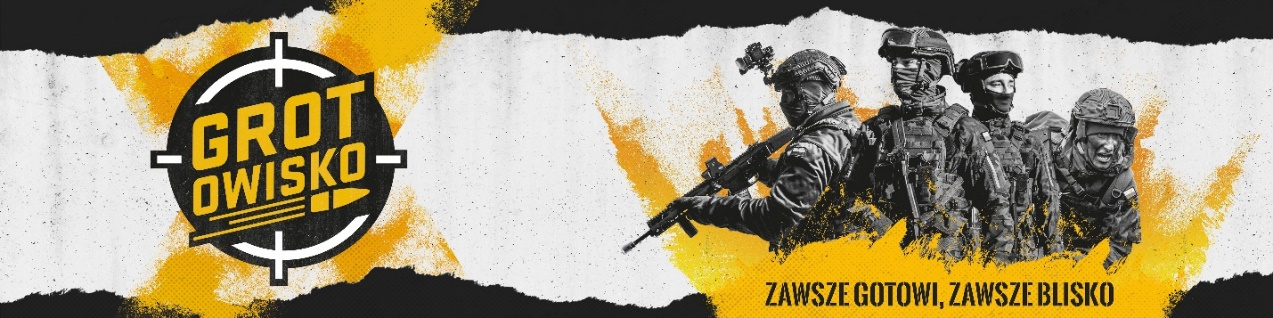 GROT
OWISKO
ZAWSZE GOTOWI, ZAWSZE BLISKO